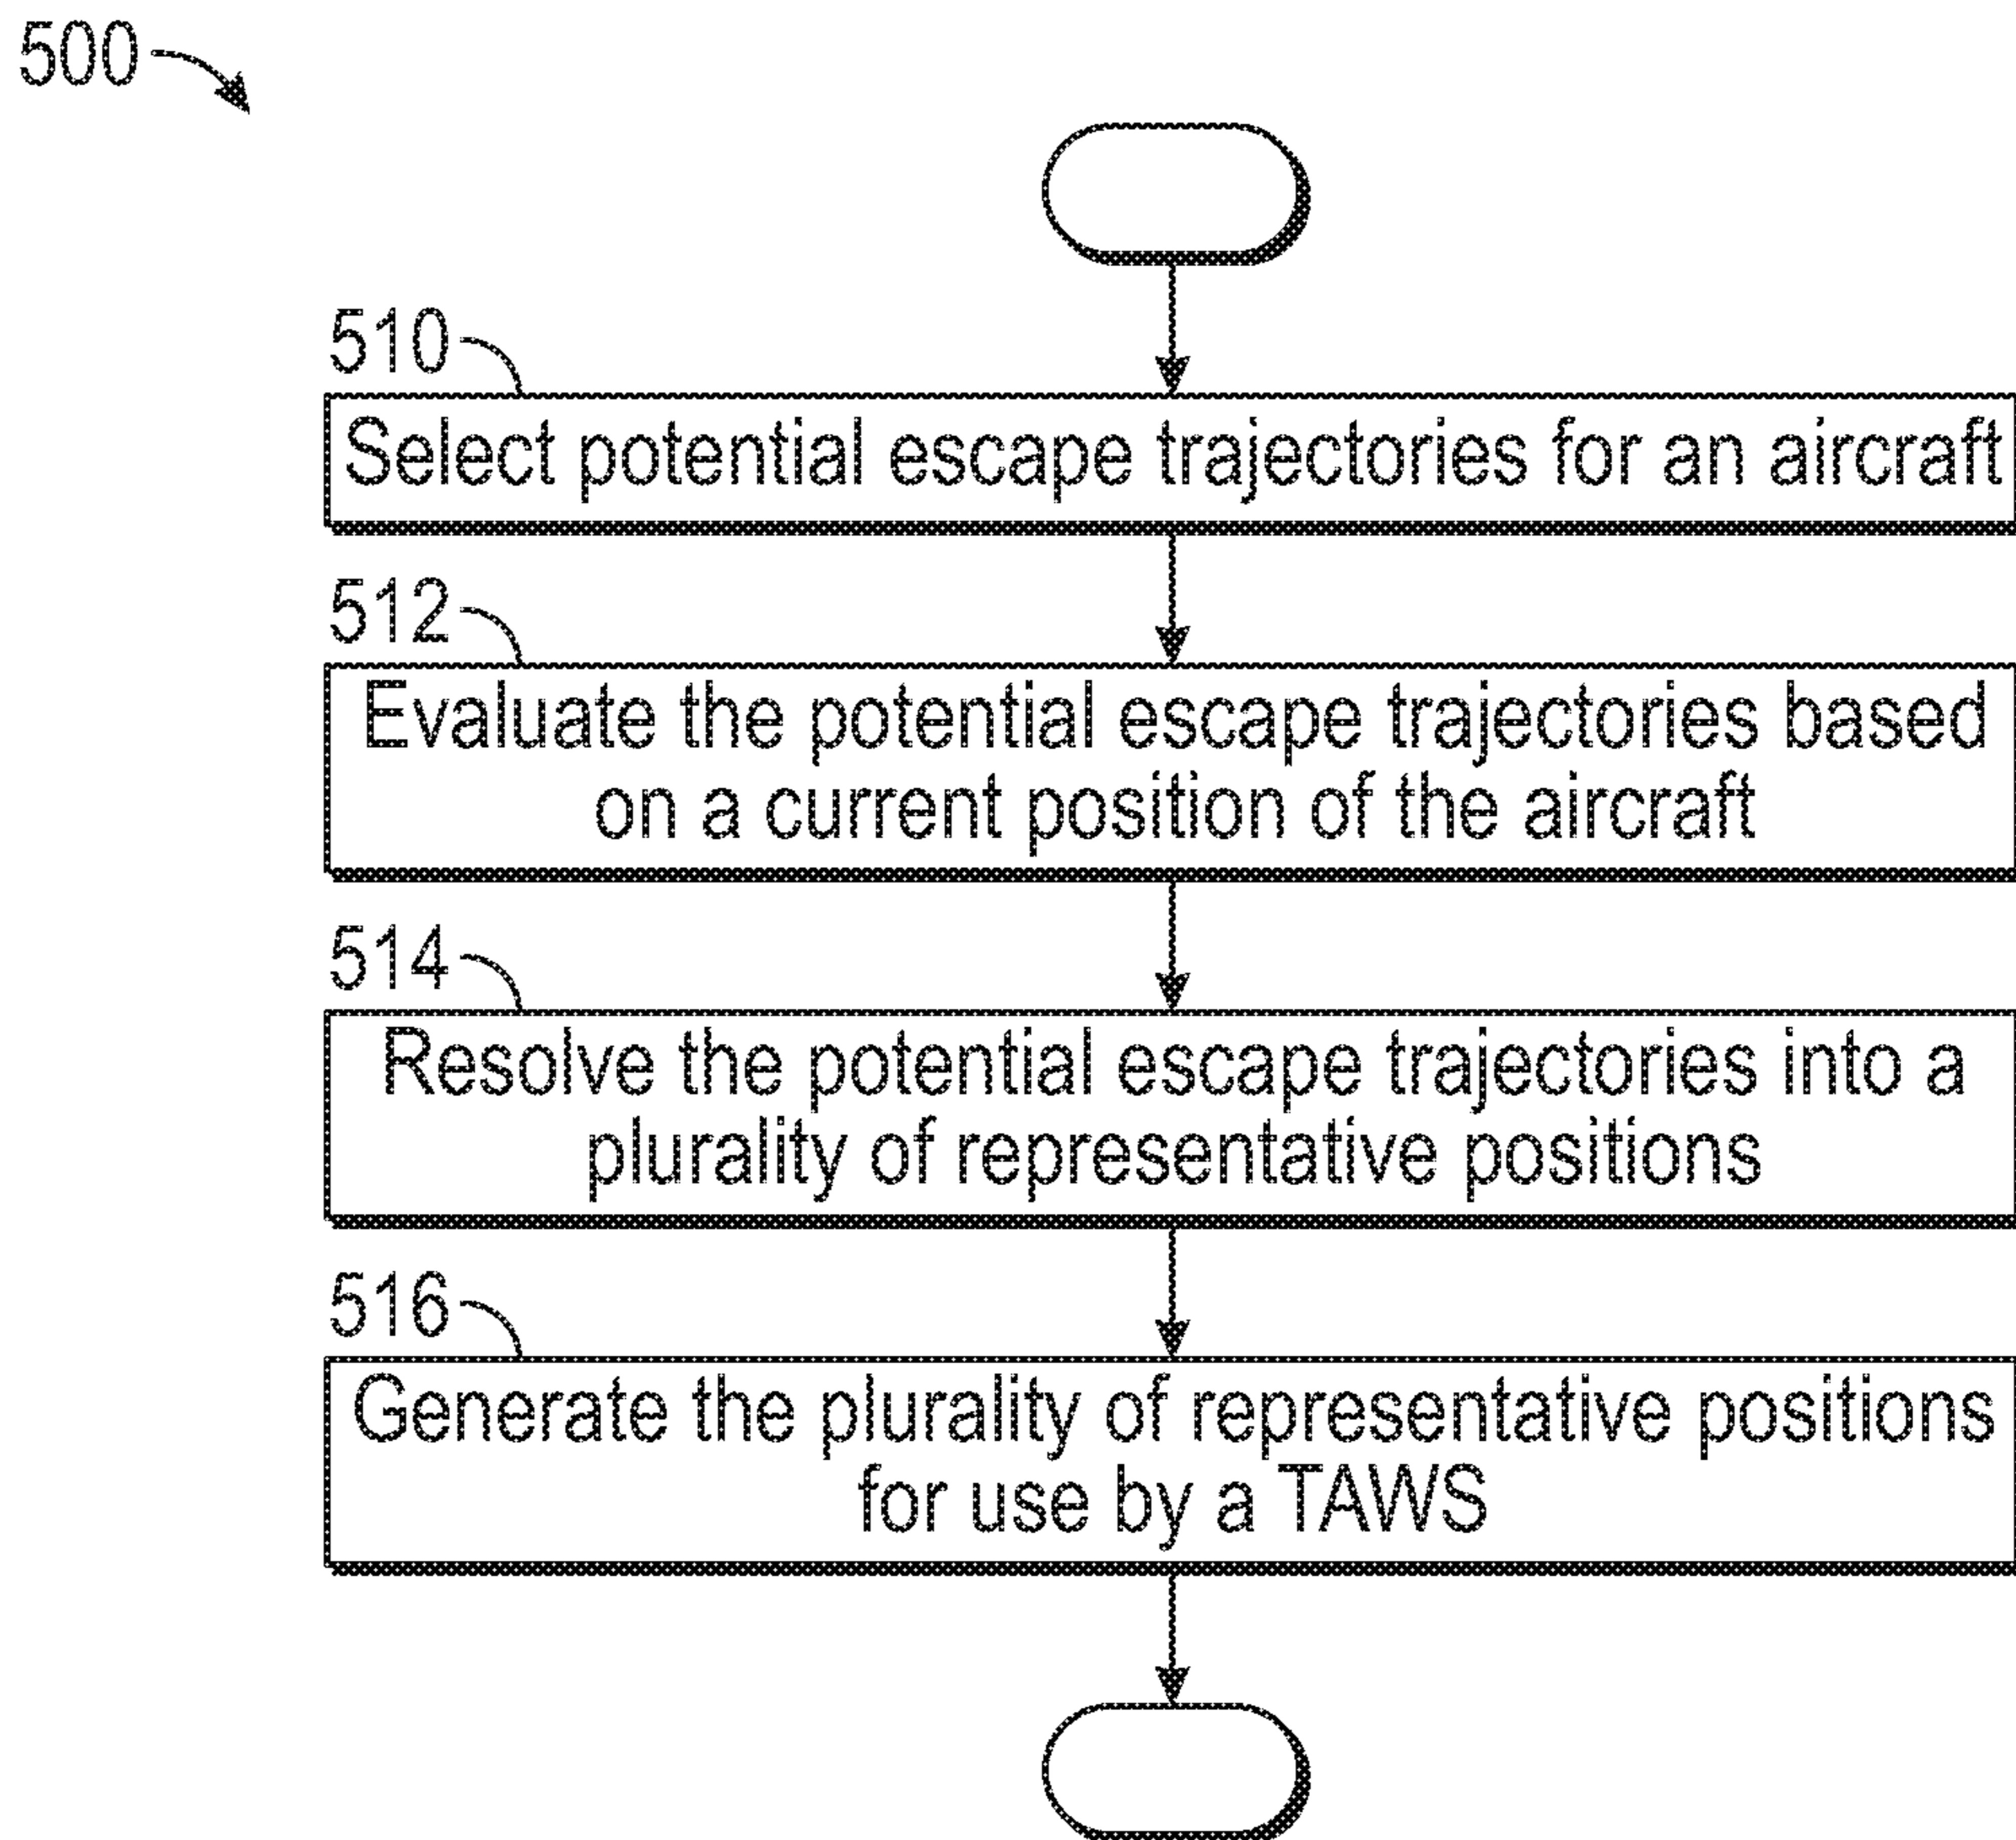 500
510
Select potential escape trajectories for an aircraft
512
Evaluate the potential escape trajectories based
on a current position of the aircraft
514
Resolve the potential escape trajectories into a
plurality of representative positions
516
Generate the plurality of representative positions
for use by a TAWS